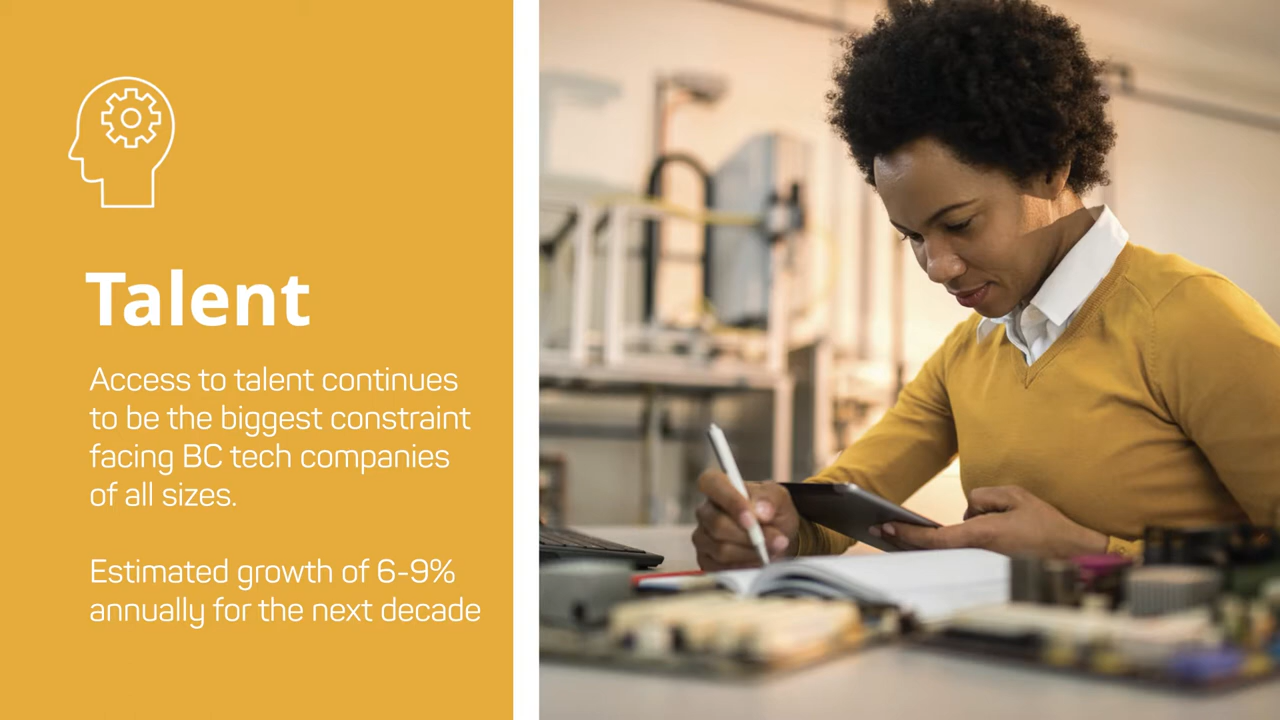 Talent
Access to talent continues
to be the biggest constraint
facing BC tech companies
of all sizes.
Estimated growth of 6-9%
annually for the next decade